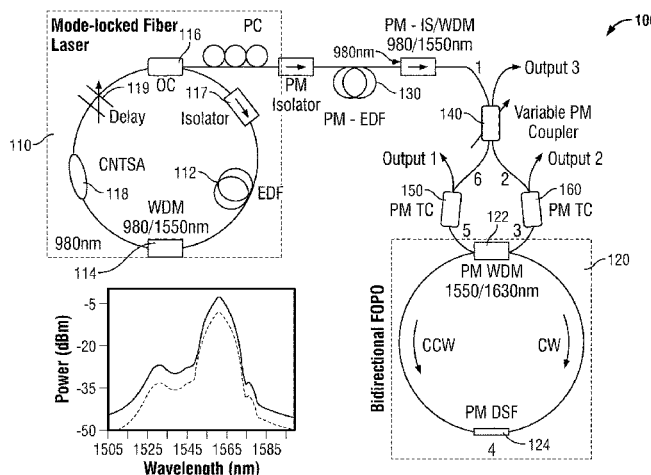 100
Mode-locked Fiber
Laser
116
PC
PM - IS/WDM
980/1550nm
980nm
1
Output 3
OC
119
117
PM
Isolator
130
PM - EDF
140
Variable PM
Coupler
Delay
Isolator
110
CNTSA
112
118
EDF
Output 1
Output 2
6
2
150
160
PM TC
PM TC
WDM
980/1550nm
980nm
114
5
122
3
120
PM WDM
1550/1630nm
Bidirectional FOPO
CCW
CW
PM DSF
124
4
Power (dBm)
-5
-20
-35
-50
1505
1525
1545
1565
1585
Wavelength (nm)